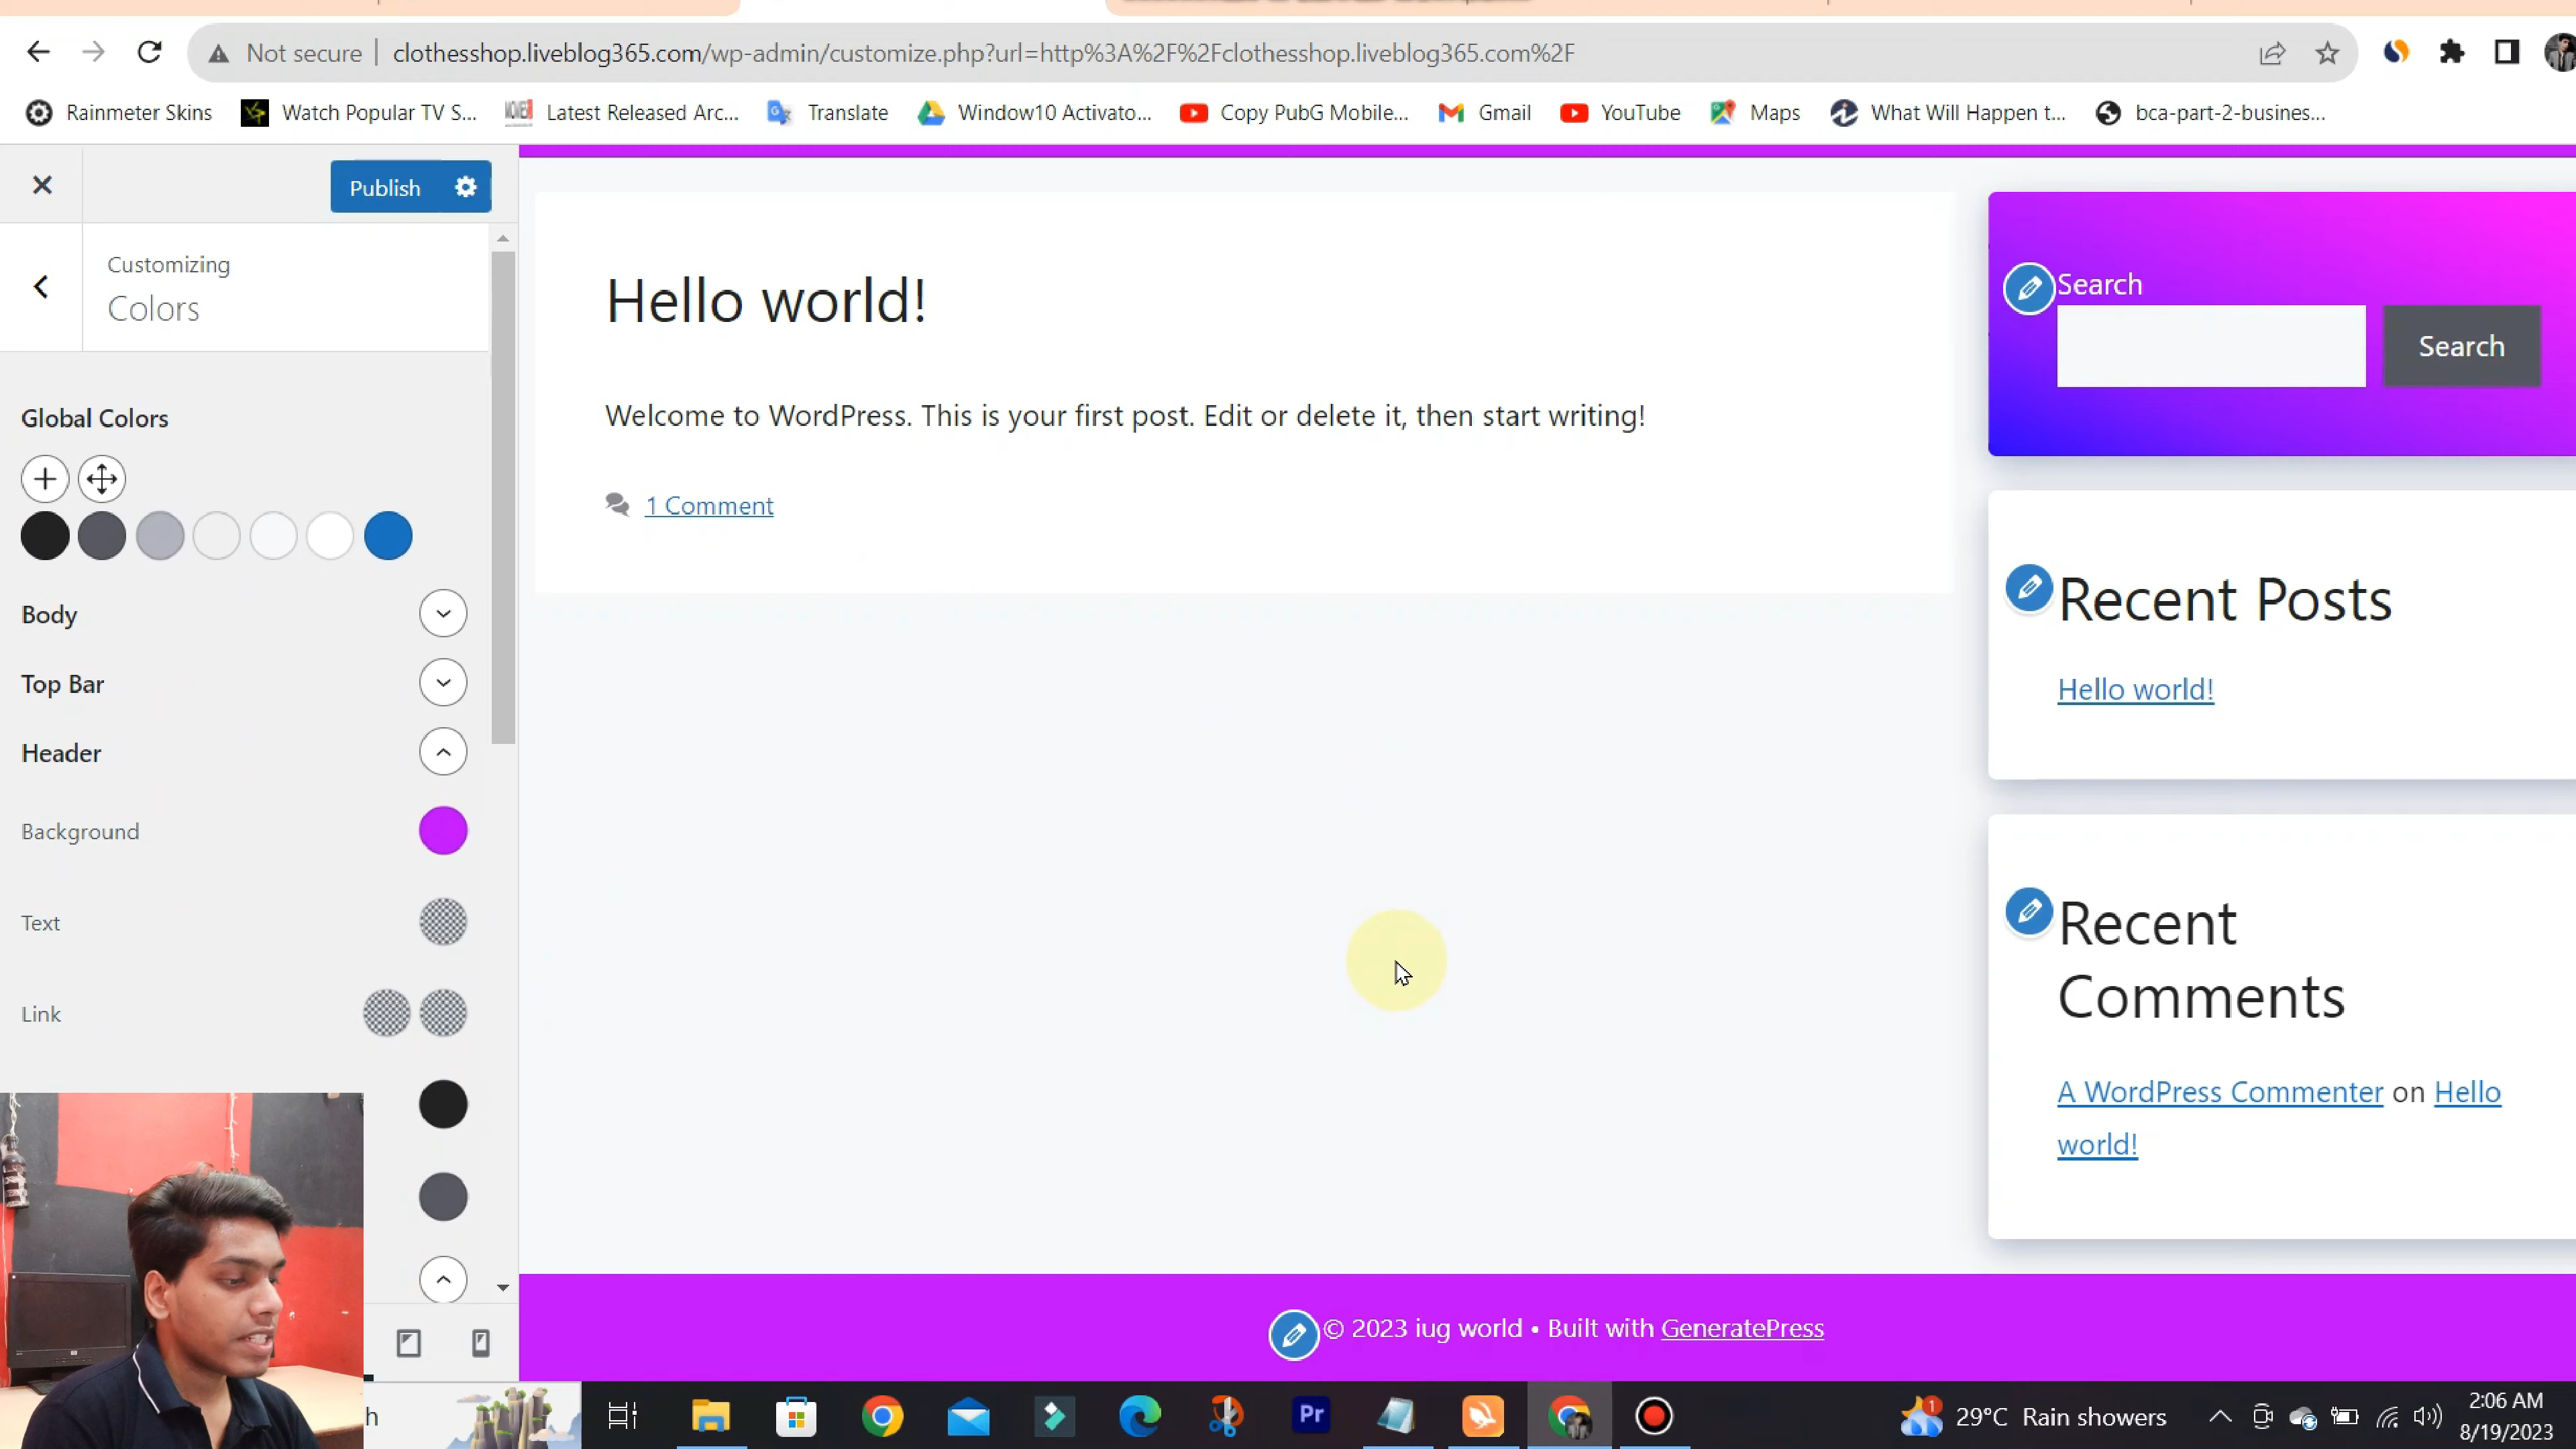 Not secure
clothesshop.liveblog365.com/wp-admin/customize.php?url=http%3A%2F%2Fclothesshop.liveblog365.com%2F
Rainmeter Skins
Watch Popular TV S...
Latest Released Arc...
Translate
Window10 Activato...
Copy PubG Mobile...
Gmail
YouTube
Maps
What Will Happen t...
bca-part-2-busines...
Publish
Customizing
Colors
Global Colors
Body
Top Bar
Header
Background
Text
Link
Hello world!
Welcome to WordPress. This is your first post. Edit or delete it, then start writing!
1 Comment
Search
Search
Recent Posts
Hello world!
Recent
Comments
A WordPress Commenter on Hello
world!
© 2023 iug world • Built with GeneratePress
h
Pr
1
29°C Rain showers
2:06 AM
8/19/2023